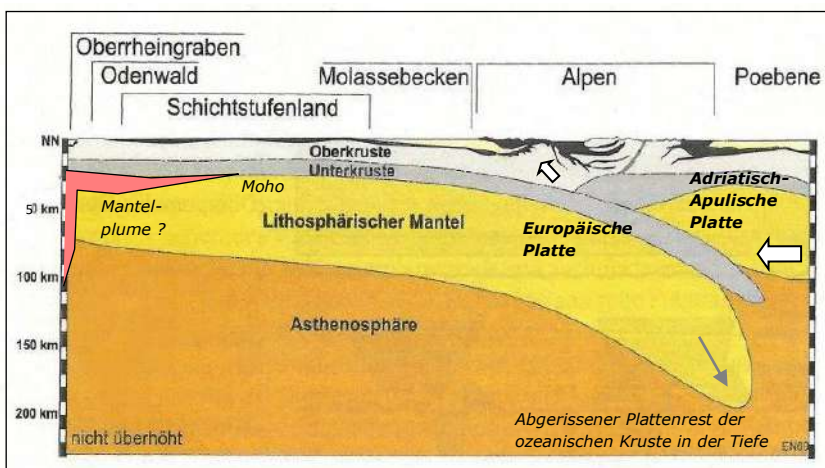 Oberrheingraben
Odenwald
Molassebecken
Alpen
Poebene
Schichtstufenland
NN
Oberkruste
Unterkruste
Moho
Adriatisch-
Apulische
Platte
50 km
Mantel-
plume ?
Lithosphärischer Mantel
Europäische
Platte
100 km
Asthenosphäre
150 km
200 km
Abgerissener Plattenrest der
ozeanischen Kruste in der Tiefe
nicht überhöht